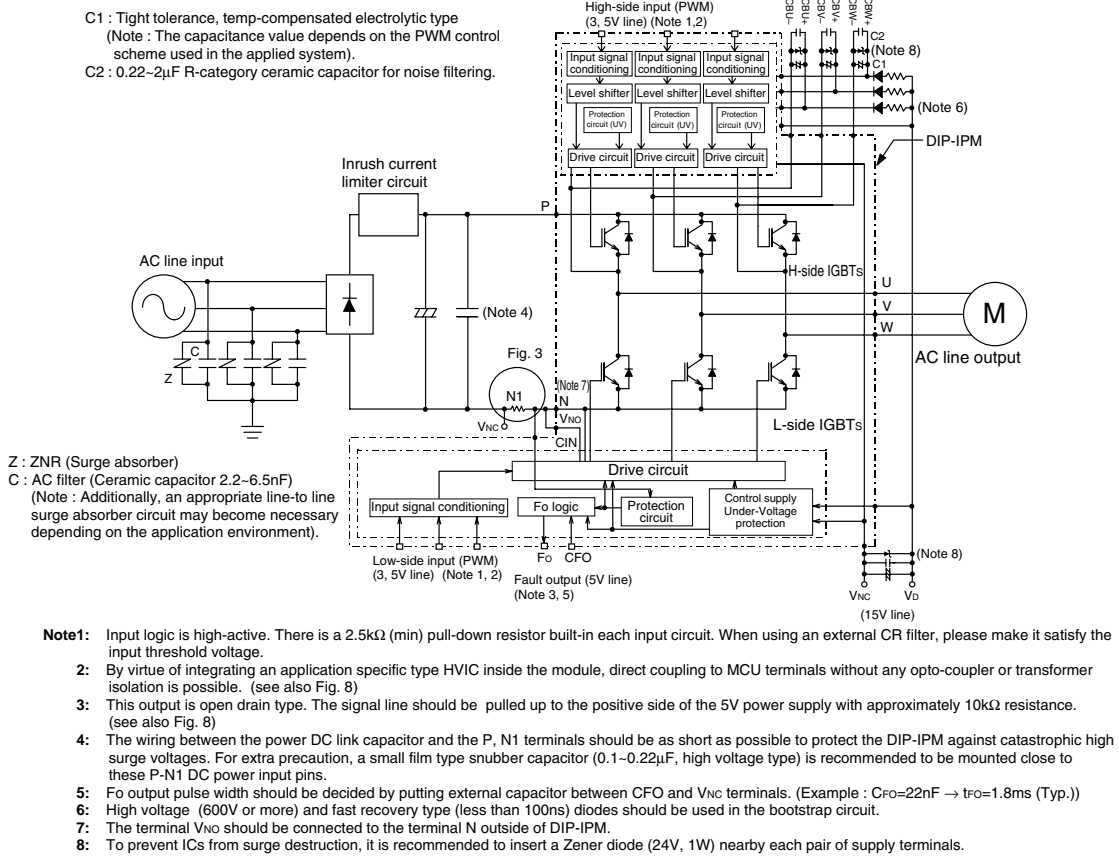 C1 : Tight tolerance, temp-compensated electrolytic type
(Note : The capacitance value depends on the PWM control
scheme used in the applied system).
C2 : 0.22~2μF R-category ceramic capacitor for noise filtering.
High-side input (PWM)
(3, 5V line) (Note 1,2)
CBU-
CBU+
CBV-
CBV+
CBW-
CBW+
C2
(Note 8)
C1
(Note 6)
Input signal conditioning
Input signal conditioning
Input signal conditioning
Level shifter
Level shifter
Level shifter
Protection circuit (UV)
Protection circuit (UV)
Protection circuit (UV)
Drive circuit
Drive circuit
Drive circuit
DIP-IPM
Inrush current
limiter circuit
P
AC line input
H-side IGBTs
U
V
W
M
AC line output
(Note 4)
C
Z
Fig. 3
N1
VNC
(Note 7)
N
VNO
CIN
L-side IGBTs
Z : ZNR (Surge absorber)
C : AC filter (Ceramic capacitor 2.2~6.5nF)
(Note : Additionally, an appropriate line-to line
surge absorber circuit may become necessary
depending on the application environment).
Drive circuit
Input signal conditioning
Fo logic
Protection
circuit
Control supply
Under-Voltage
protection
Low-side input (PWM)
(3, 5V line) (Note 1, 2)
FO CFO
Fault output (5V line)
(Note 3, 5)
(Note 8)
VNC VD
(15V line)
Note1: Input logic is high-active. There is a 2.5kΩ (min) pull-down resistor built-in each input circuit. When using an external CR filter, please make it satisfy the
input threshold voltage.
2: By virtue of integrating an application specific type HVIC inside the module, direct coupling to MCU terminals without any opto-coupler or transformer
isolation is possible. (see also Fig. 8)
3: This output is open drain type. The signal line should be pulled up to the positive side of the 5V power supply with approximately 10kΩ resistance.
(see also Fig. 8)
4: The wiring between the power DC link capacitor and the P, N1 terminals should be as short as possible to protect the DIP-IPM against catastrophic high
surge voltages. For extra precaution, a small film type snubber capacitor (0.1~0.22μF, high voltage type) is recommended to be mounted close to
these P-N1 DC power input pins.
5: Fo output pulse width should be decided by putting external capacitor between CFO and VNC terminals. (Example : CFO=22nF → tFO=1.8ms (Typ.))
6: High voltage (600V or more) and fast recovery type (less than 100ns) diodes should be used in the bootstrap circuit.
7: The terminal VNO should be connected to the terminal N outside of DIP-IPM.
8: To prevent ICs from surge destruction, it is recommended to insert a Zener diode (24V, 1W) nearby each pair of supply terminals.